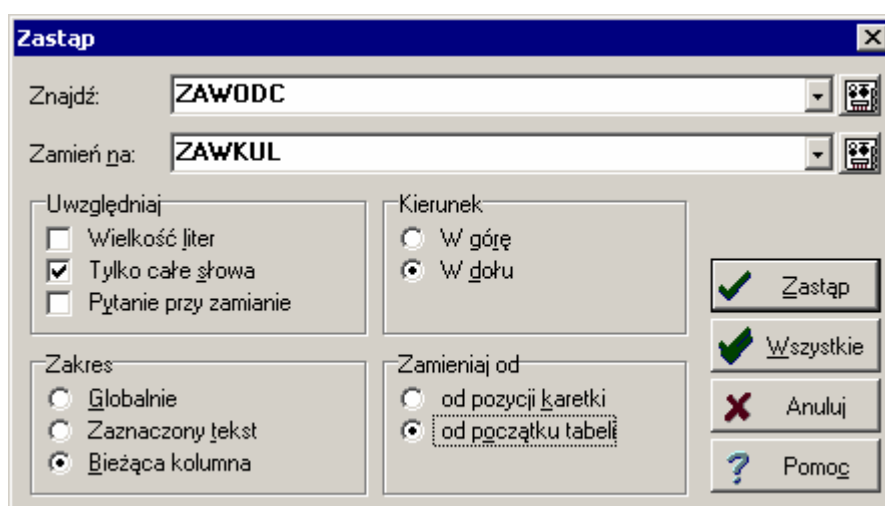 Zastąp
Znajdź: ZAWODC
Zamień na: ZAWKUL
Uwzględniaj
Wielkość liter
Tylko całe słowa
Pytanie przy zamianie
Kierunek
W górę
W dołu
Zakres
Globalnie
Zaznaczony tekst
Bieżąca kolumna
Zamieniaj od
od pozycji karetki
od początku tabeli
Zastąp
Wszystkie
Anuluj
Pomoc